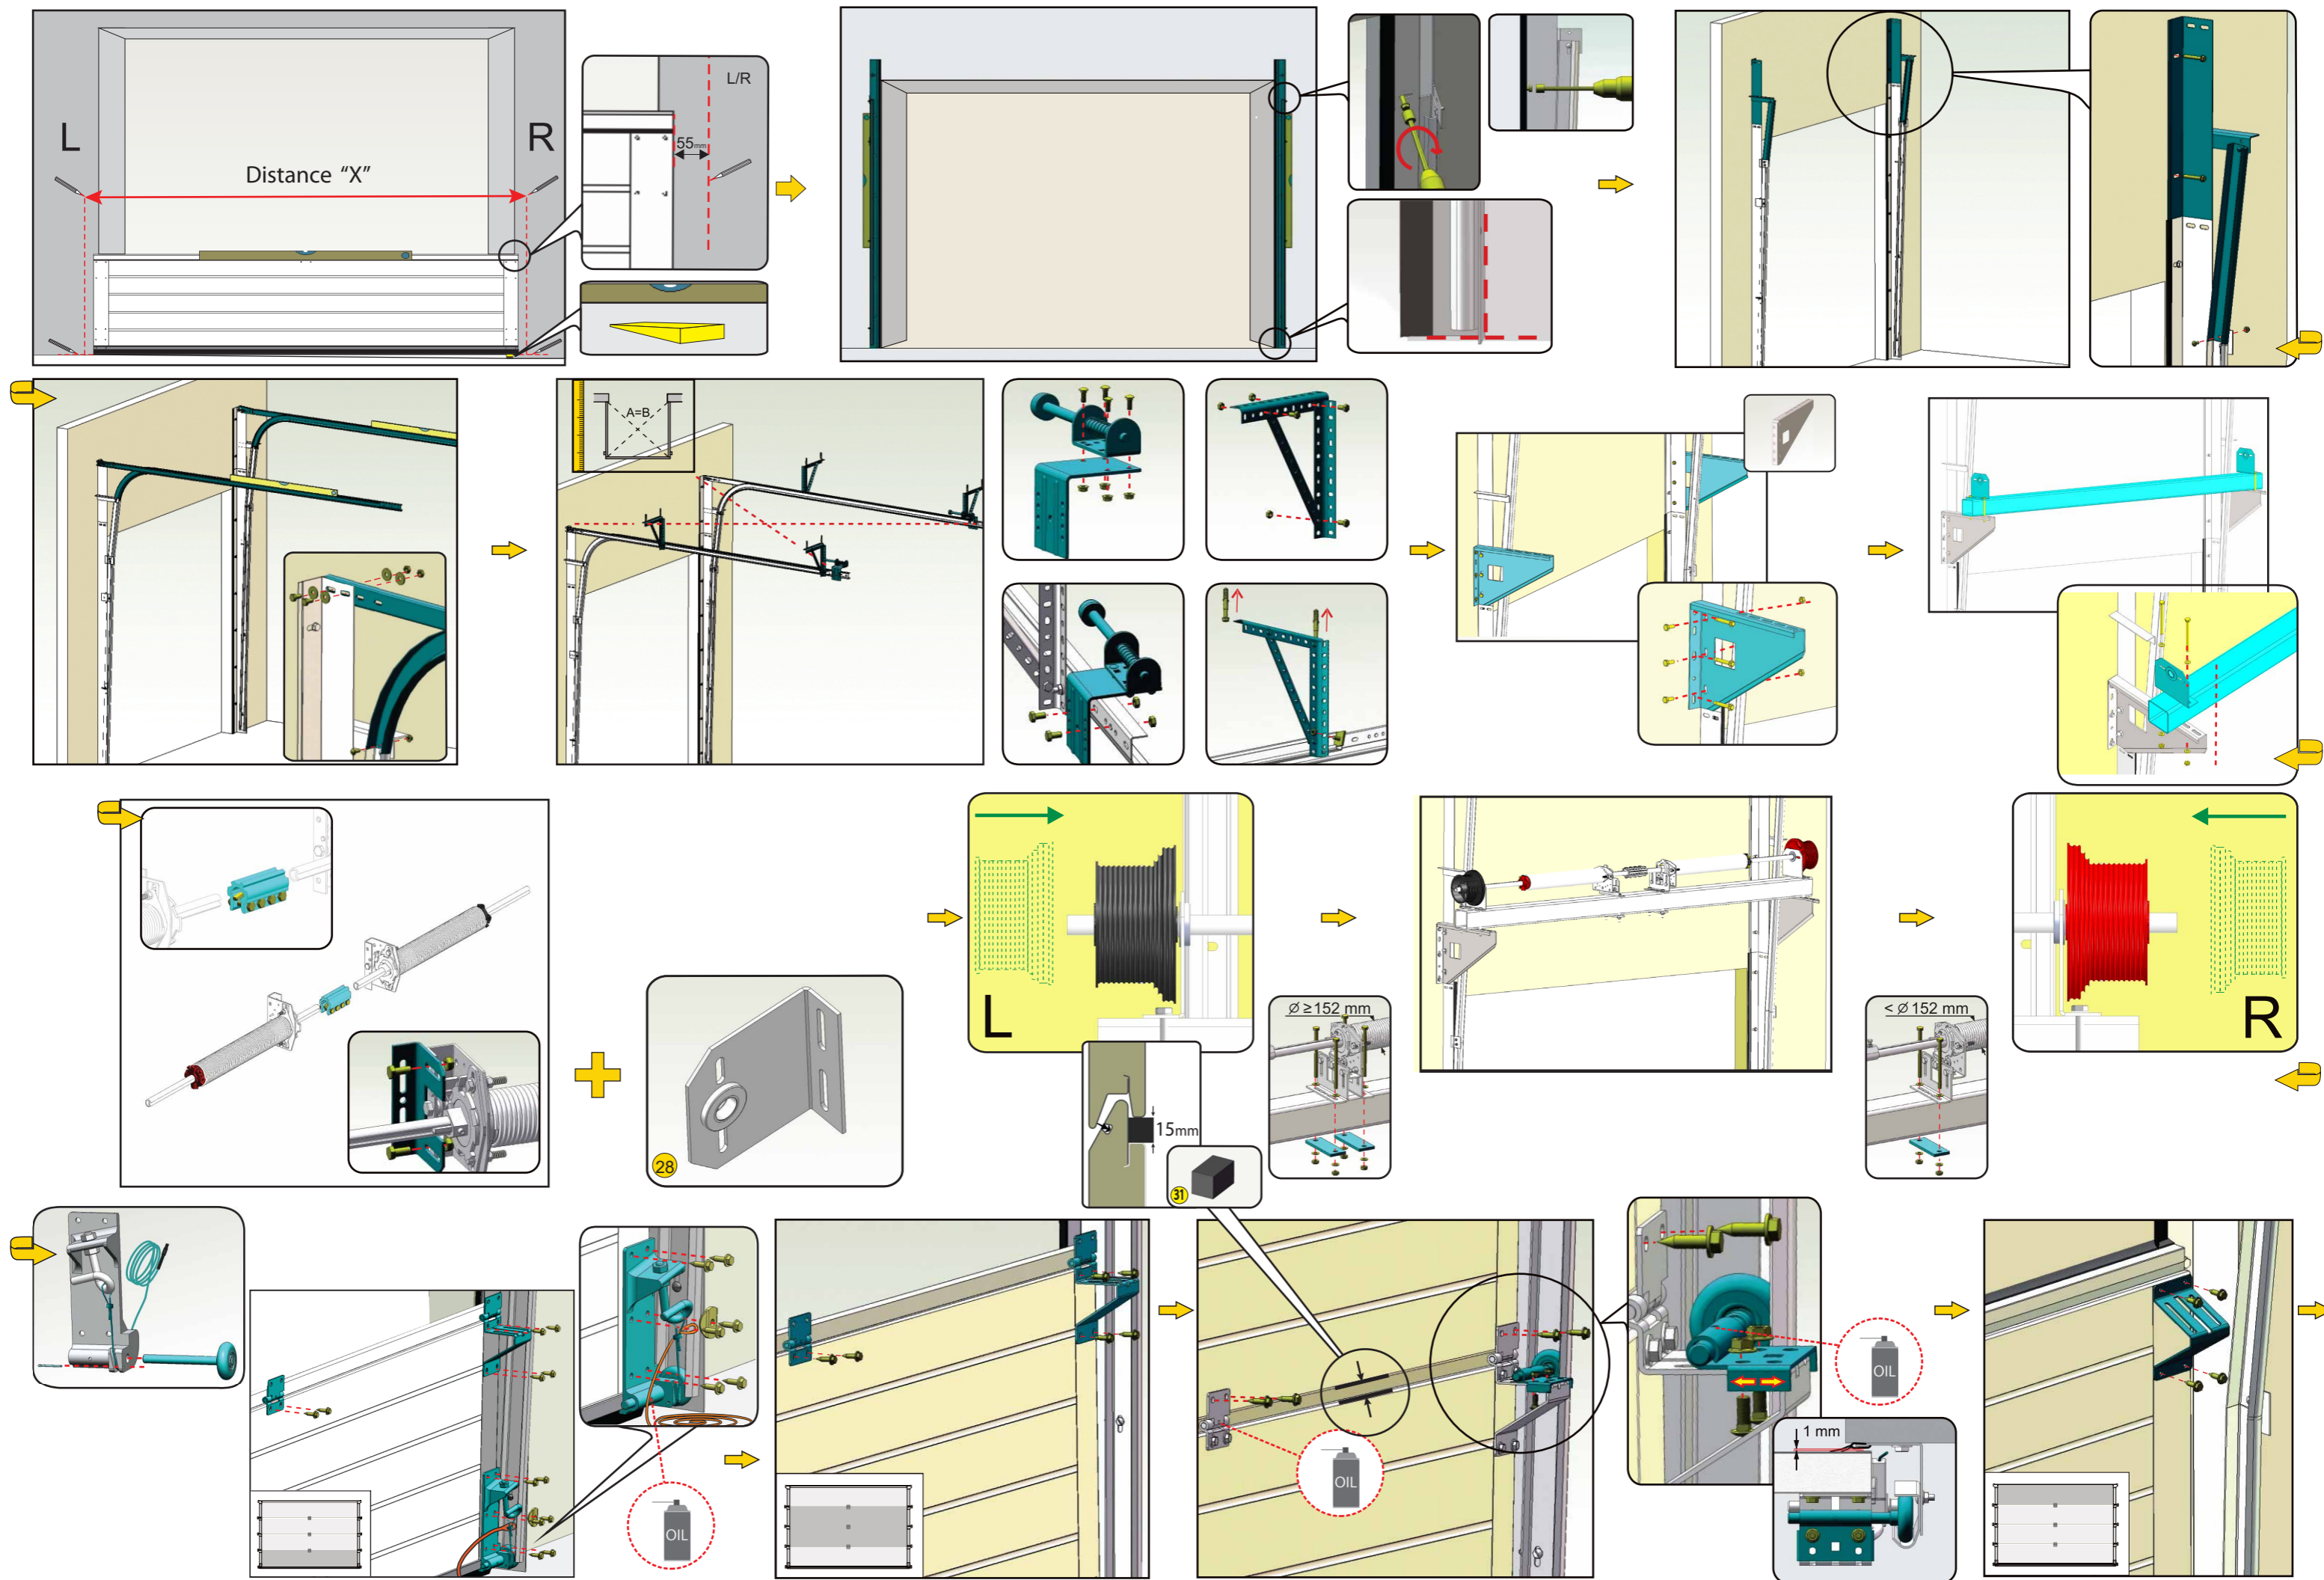 L
R
Distance “X”
L/R
55mm
A=B
28
L
15mm
31
Ø ≥152 mm
< Ø 152 mm
R
OIL
OIL
OIL
1 mm